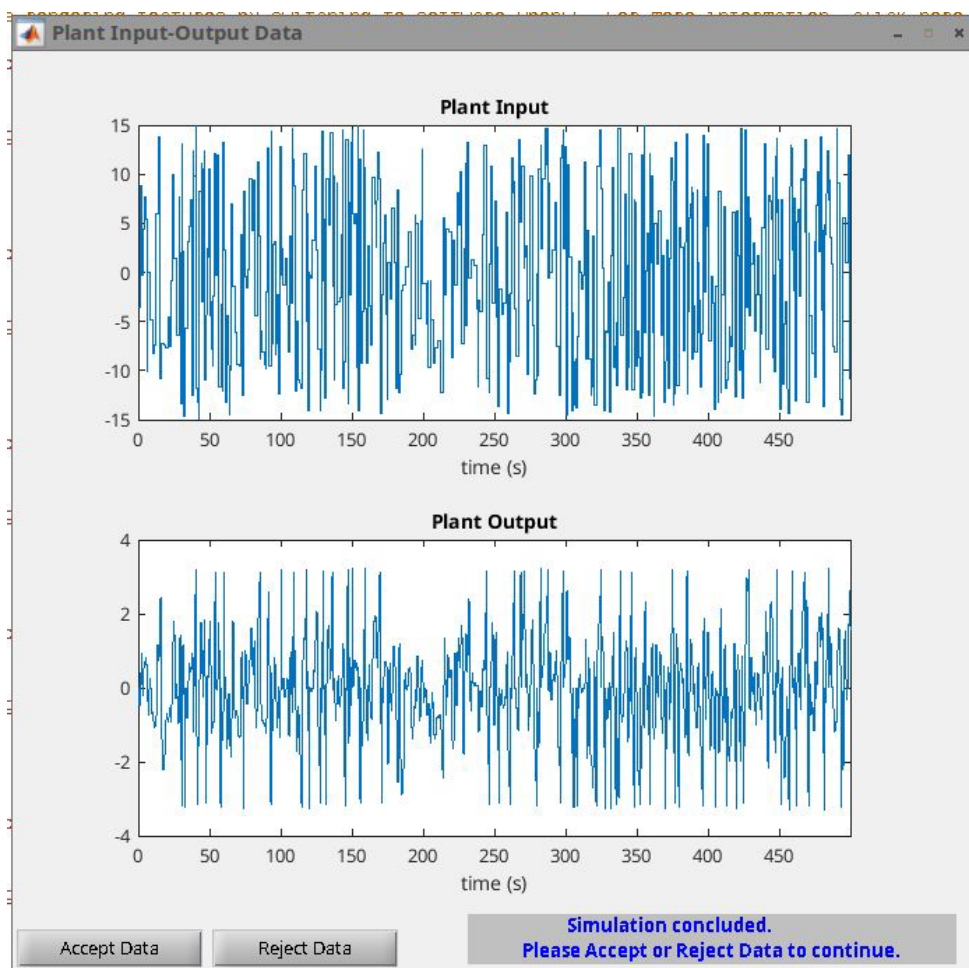 Plant Input-Output Data
Plant Input
15
10
5
0
-5
-10
-15
0 50 100 150 200 250 300 350 400 450
time (s)
Plant Output
4
2
0
-2
-4
0 50 100 150 200 250 300 350 400 450
time (s)
Simulation concluded.
Accept Data Reject Data Please Accept or Reject Data to continue.